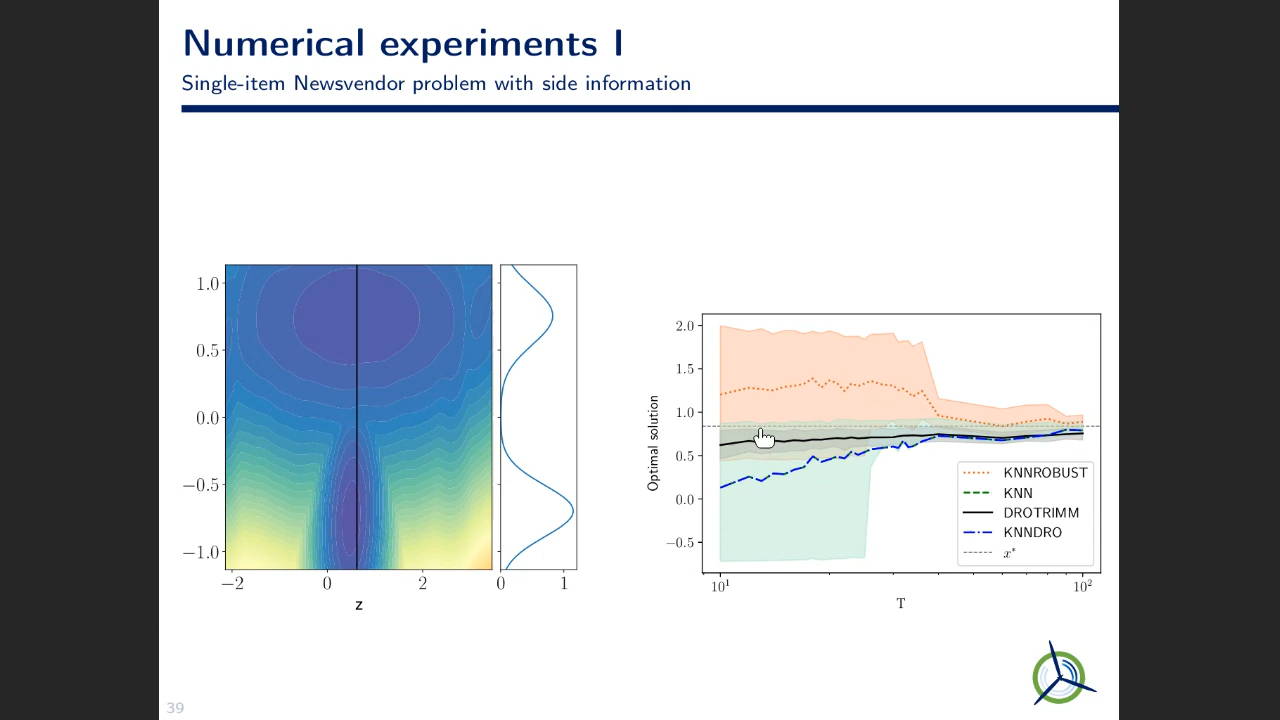 Numerical experiments I
Single-item Newsvendor problem with side information
1.0
0.5
0.0
−0.5
−1.0
−2
0
2
z
0
1
2.0
1.5
1.0
0.5
0.0
−0.5
Optimal solution
10¹
10²
T
KNNROBUST
KNN
DROTRIMM
KNNDRO
x*
39